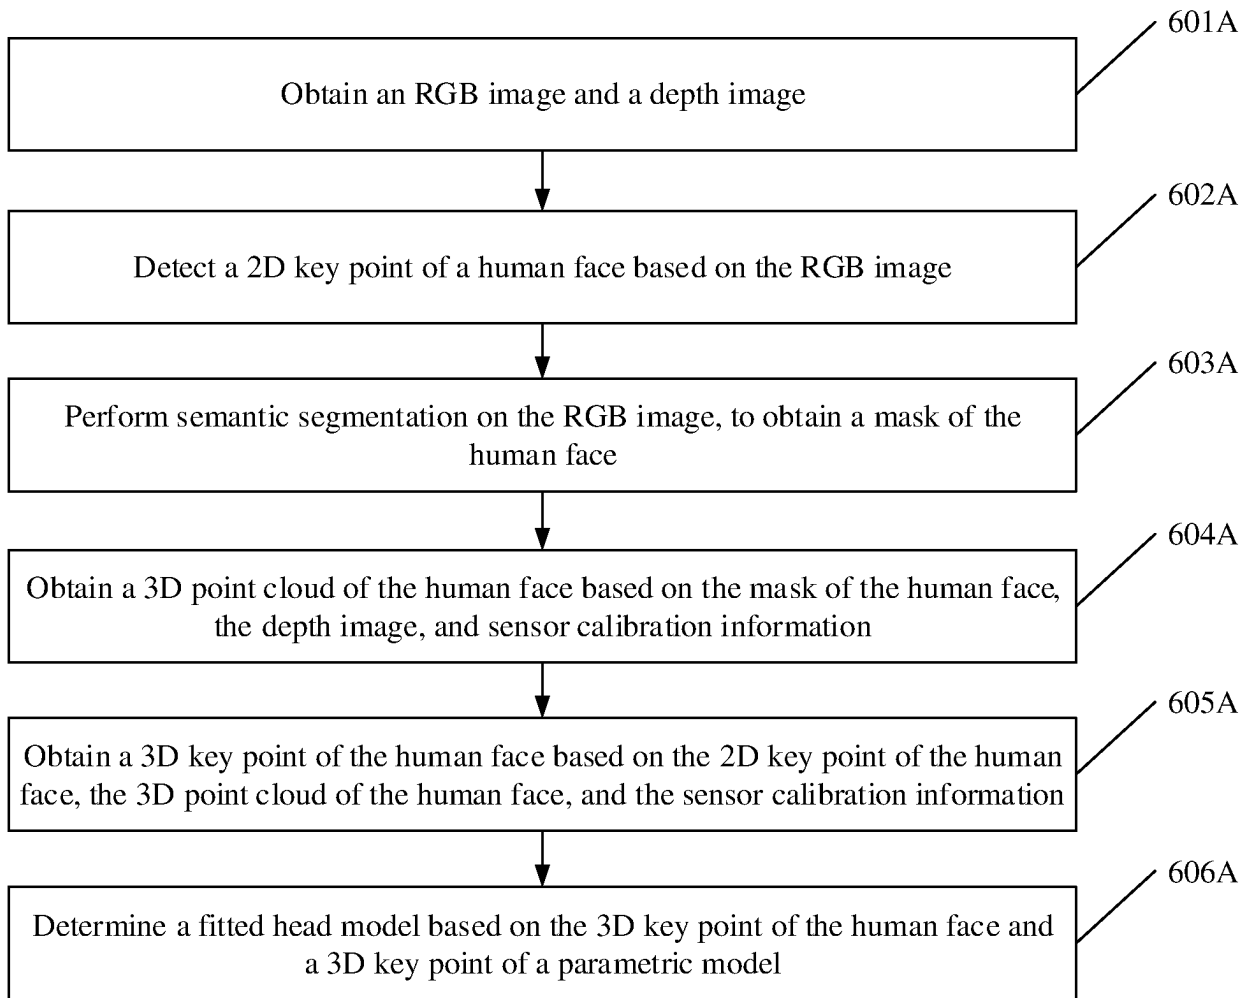 601A
Obtain an RGB image and a depth image
602A
Detect a 2D key point of a human face based on the RGB image
603A
Perform semantic segmentation on the RGB image, to obtain a mask of the
human face
604A
Obtain a 3D point cloud of the human face based on the mask of the human face,
the depth image, and sensor calibration information
605A
Obtain a 3D key point of the human face based on the 2D key point of the human
face, the 3D point cloud of the human face, and the sensor calibration information
606A
Determine a fitted head model based on the 3D key point of the human face and
a 3D key point of a parametric model